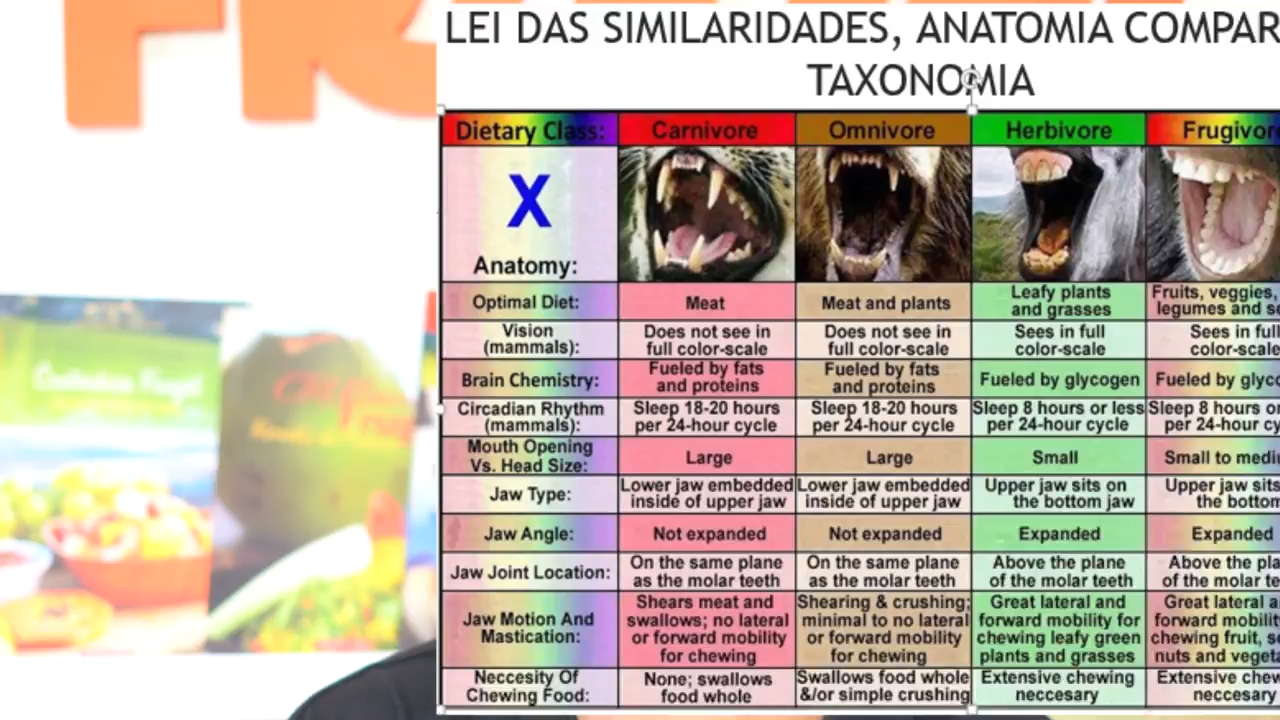 LEI DAS SIMILARIDADES, ANATOMIA COMPAR
TAXONOMIA
Dietary Class: Carnivore Omnivore Herbivore Frugivor
X
Anatomy:
Optimal Diet: Meat Meat and plants Leafy plants and grasses Fruits, veggies, legumes and se
Vision (mammals): Does not see in full color-scale Does not see in full color-scale Sees in full color-scale Sees in full color-scale
Brain Chemistry: Fueled by fats and proteins Fueled by fats and proteins Fueled by glycogen Fueled by glyco
Circadian Rhythm (mammals): Sleep 18-20 hours per 24-hour cycle Sleep 18-20 hours per 24-hour cycle Sleep 8 hours or less per 24-hour cycle Sleep 8 hours or per 24-hour cy
Mouth Opening Vs. Head Size: Large Large Small Small to medi
Jaw Type: Lower jaw embedded inside of upper jaw Lower jaw embedded inside of upper jaw Upper jaw sits on the bottom jaw Upper jaw sits the bottom
Jaw Angle: Not expanded Not expanded Expanded Expanded
Jaw Joint Location: On the same plane as the molar teeth On the same plane as the molar teeth Above the plane of the molar teeth Above the pla of the molar te
Jaw Motion And Mastication: Shears meat and swallows; no lateral or forward mobility for chewing Shearing & crushing; minimal to no lateral or forward mobility for chewing Great lateral and forward mobility for chewing leafy green plants and grasses Great lateral a forward mobilit chewing fruit, s nuts and vegeta
Neccesity Of Chewing Food: None; swallows food whole Swallows food whole &/or simple crushing Extensive chewing neccesary Extensive chew neccesary